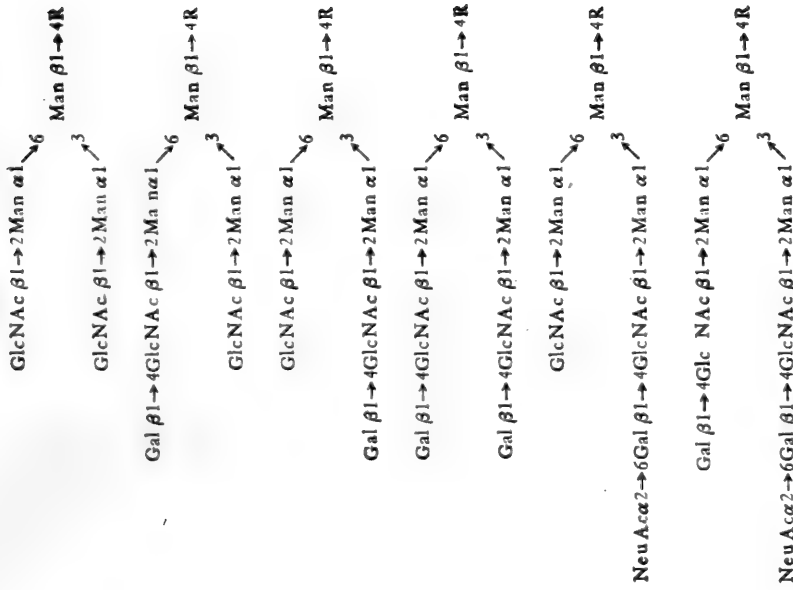 GlcNAc β1→2Man α1
↘6
Man β1→4R
↗3
GlcNAc β1→2Man α1
Gal β1→4GlcNAc β1→2Ma nα1
↘6
Man β1→4R
↗3
GlcNAc β1→2Man α1
GlcNAc β1→2Man α1
↘6
Man β1→4R
↗3
Gal β1→4GlcNAc β1→2Man α1
Gal β1→4GlcNAc β1→2Man α1
↘6
Man β1→4R
↗3
Gal β1→4GlcNAc β1→2Man α1
GlcNAc β1→2Man α1
↘6
Man β1→4R
↗3
NeuAcα2→6Gal β1→4GlcNAc β1→2Man α1
Gal β1→4Glc NAc β1→2Man α1
↘6
Man β1→4R
↗3
NeuAcα2→6Gal β1→4GlcNAc β1→2Man α1